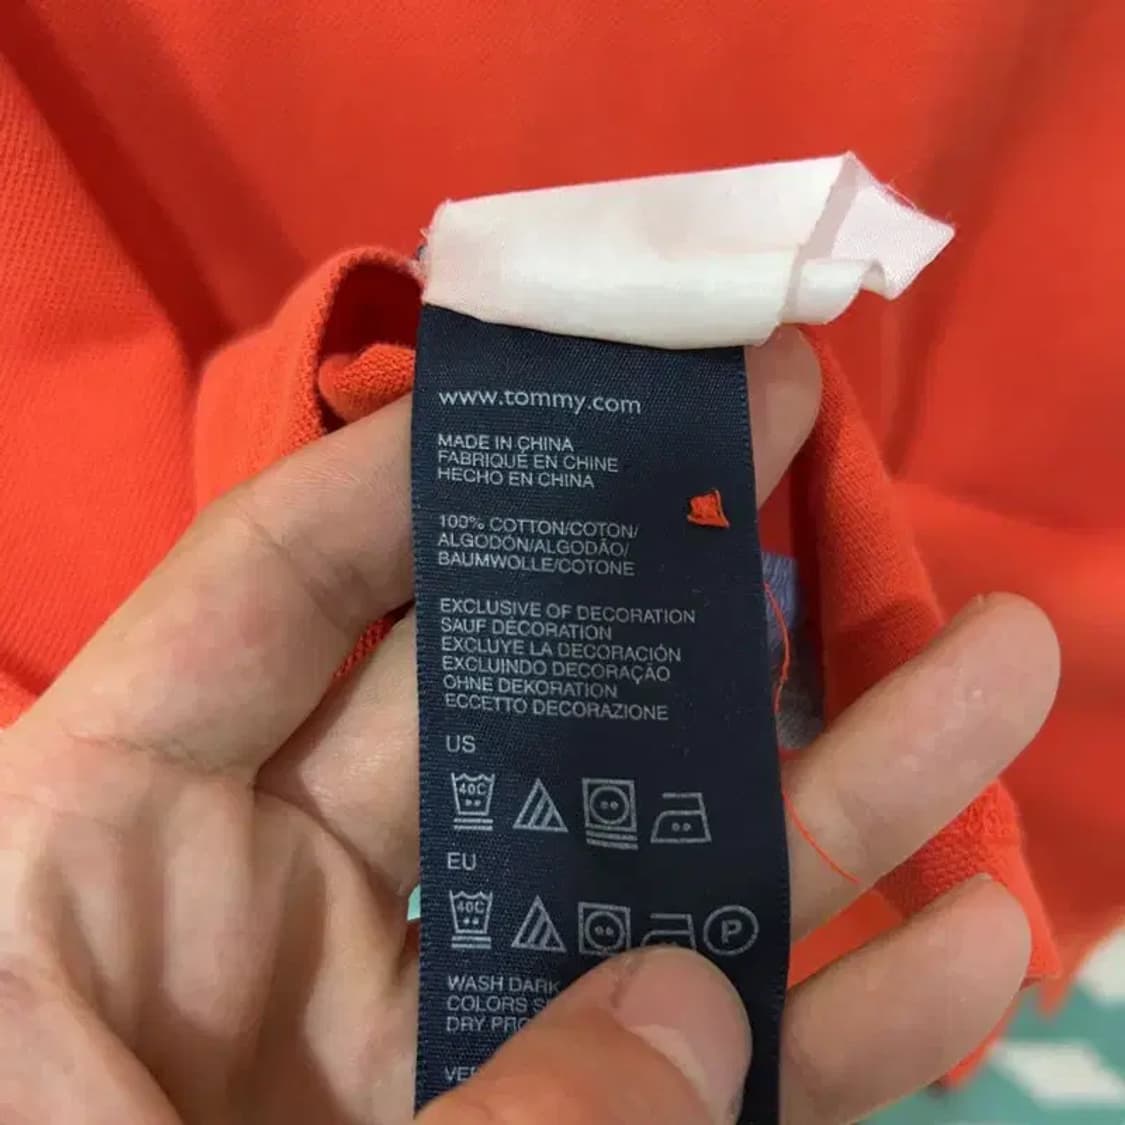 www.tommy.com
MADE IN CHINA
FABRIQUÉ EN CHINE
HECHO EN CHINA
100% COTTON/COTON/
ALGODÓN/ALGODÃO/
BAUMWOLLE/COTONE
EXCLUSIVE OF DECORATION
SAUF DÉCORATION
EXCLUYE LA DECORACIÓN
EXCLUINDO DECORAÇÃO
OHNE DEKORATION
ECCETTO DECORAZIONE
US
40C
EU
40C
P
WASH DARK
COLORS
DRY